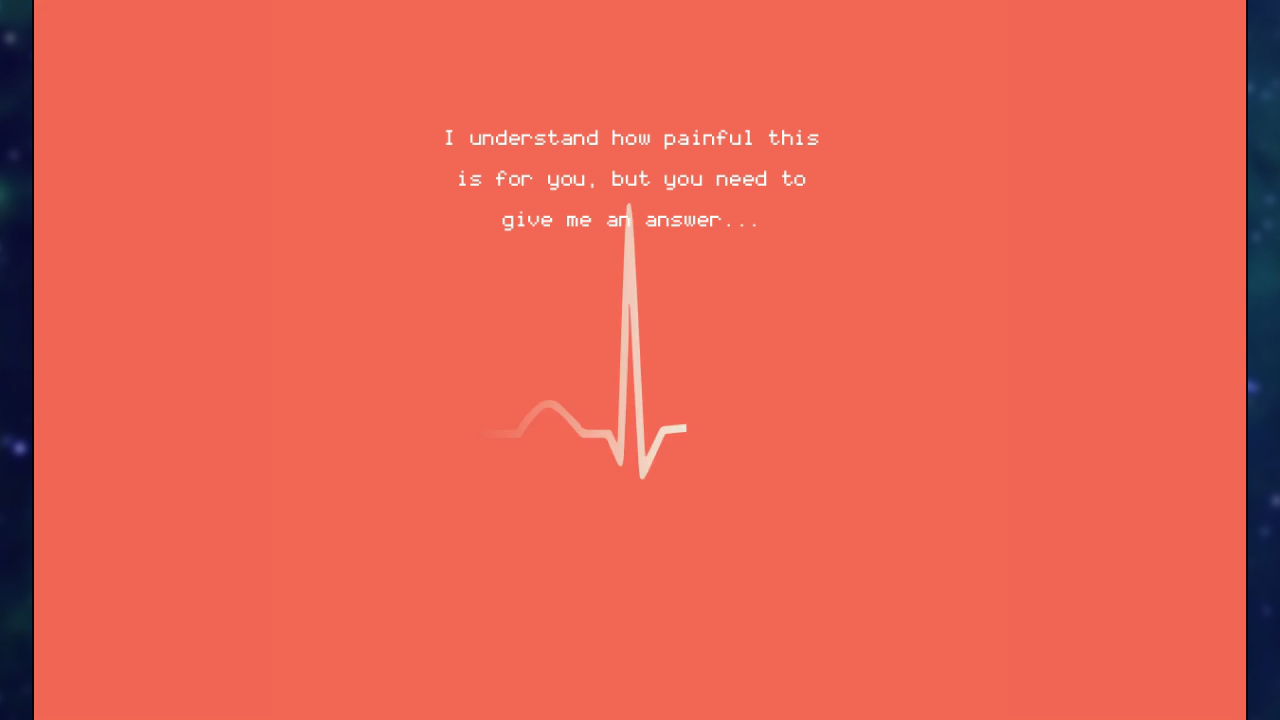 I understand how painful this
is for you, but you need to
give me an answer...